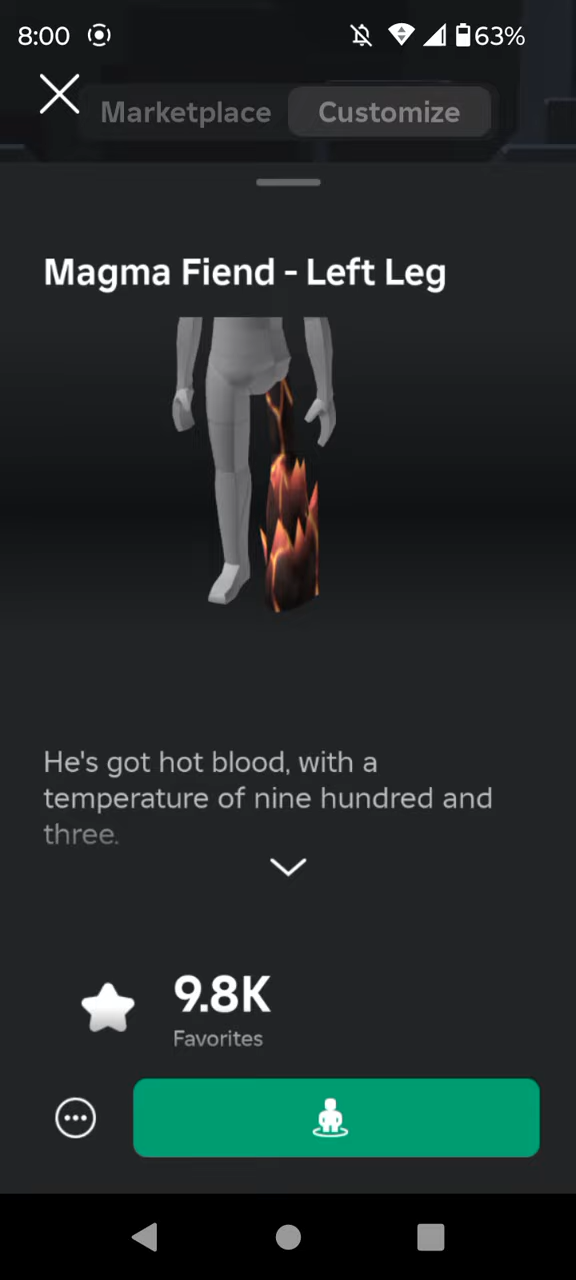 8:00
63%
Marketplace
Customize
Magma Fiend - Left Leg
He's got hot blood, with a
temperature of nine hundred and
three.
9.8K
Favorites